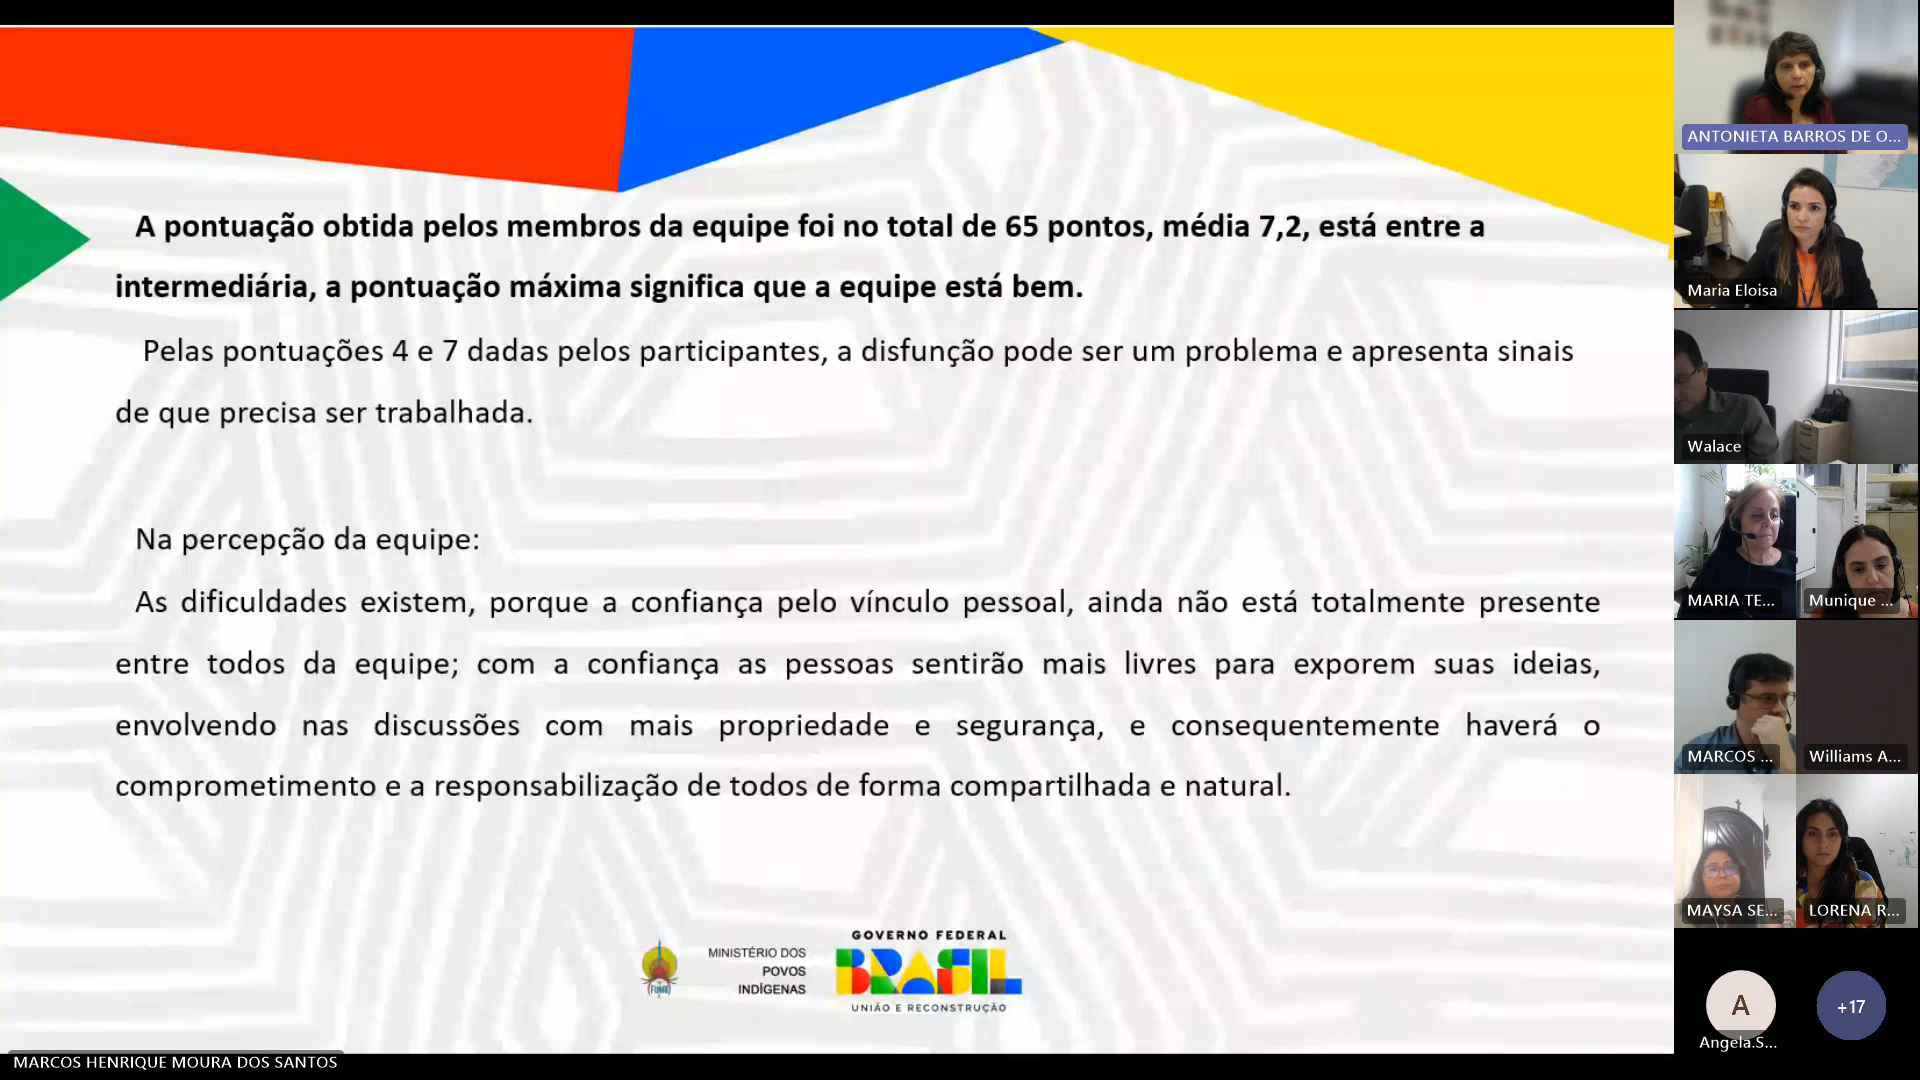 A pontuação obtida pelos membros da equipe foi no total de 65 pontos, média 7,2, está entre a
intermediária, a pontuação máxima significa que a equipe está bem.
Pelas pontuações 4 e 7 dadas pelos participantes, a disfunção pode ser um problema e apresenta sinais
de que precisa ser trabalhada.
Na percepção da equipe:
As dificuldades existem, porque a confiança pelo vínculo pessoal, ainda não está totalmente presente
entre todos da equipe; com a confiança as pessoas sentirão mais livres para exporem suas ideias,
envolvendo nas discussões com mais propriedade e segurança, e consequentemente haverá o
comprometimento e a responsabilização de todos de forma compartilhada e natural.
FUNAI
MINISTÉRIO DOS
POVOS
INDÍGENAS
GOVERNO FEDERAL
BRASIL
UNIÃO E RECONSTRUÇÃO
MARCOS HENRIQUE MOURA DOS SANTOS
ANTONIETA BARROS DE O...
Maria Eloisa
Walace
MARIA TE...
Munique ...
MARCOS ...
Williams A...
MAYSA SE...
LORENA R...
A
Angela.S...
+17